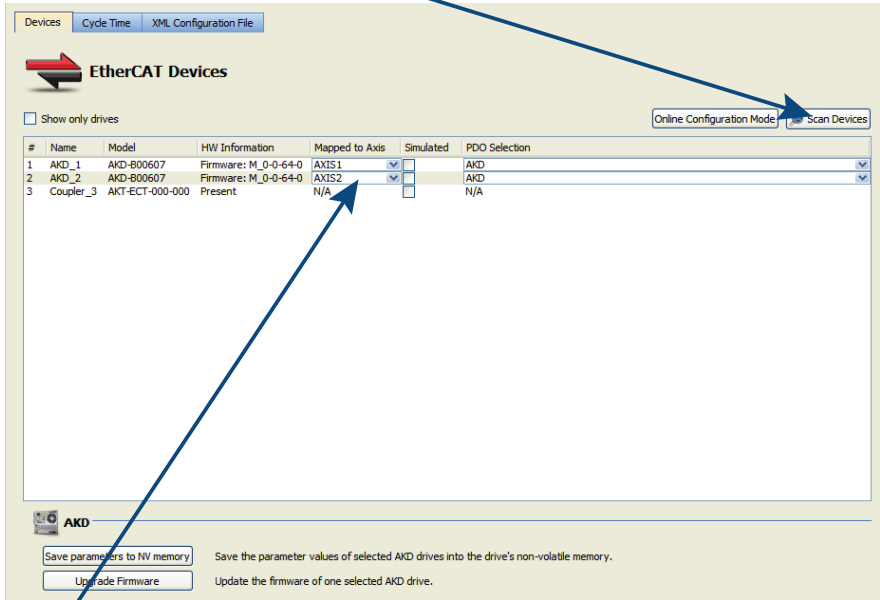 Devices Cycle Time XML Configuration File
EtherCAT Devices
Show only drives Online Configuration Mode Scan Devices
# Name Model HW Information Mapped to Axis Simulated PDO Selection
1 AKD_1 AKD-B00607 Firmware: M_0-0-64-0 AXIS1 AKD
2 AKD_2 AKD-B00607 Firmware: M_0-0-64-0 AXIS2 AKD
3 Coupler_3 AKT-ECT-000-000 Present N/A N/A
AKD
Save parameters to NV memory Save the parameter values of selected AKD drives into the drive's non-volatile memory.
Upgrade Firmware Update the firmware of one selected AKD drive.